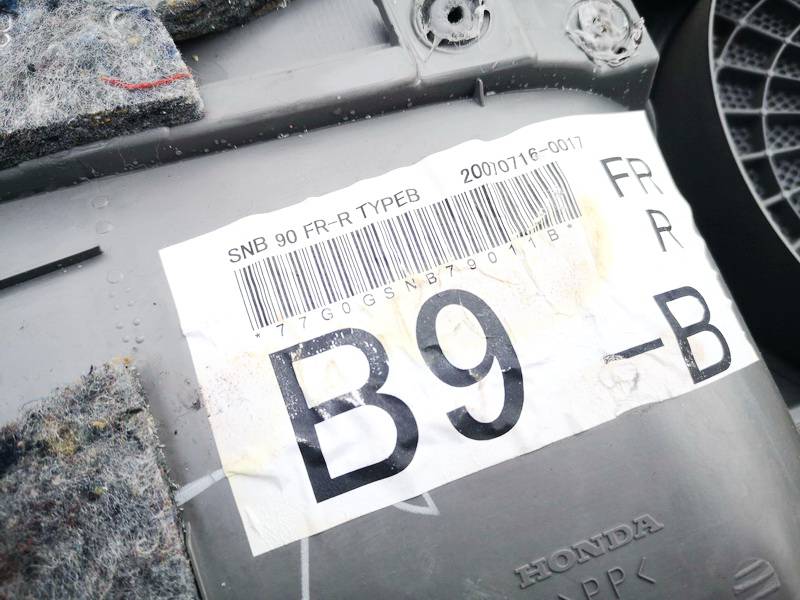 SNB 90 FR-R TYPEB
20070716-0017
*77G0GSNB79011B*
B9
FR
R
-B
HONDA
>PP<